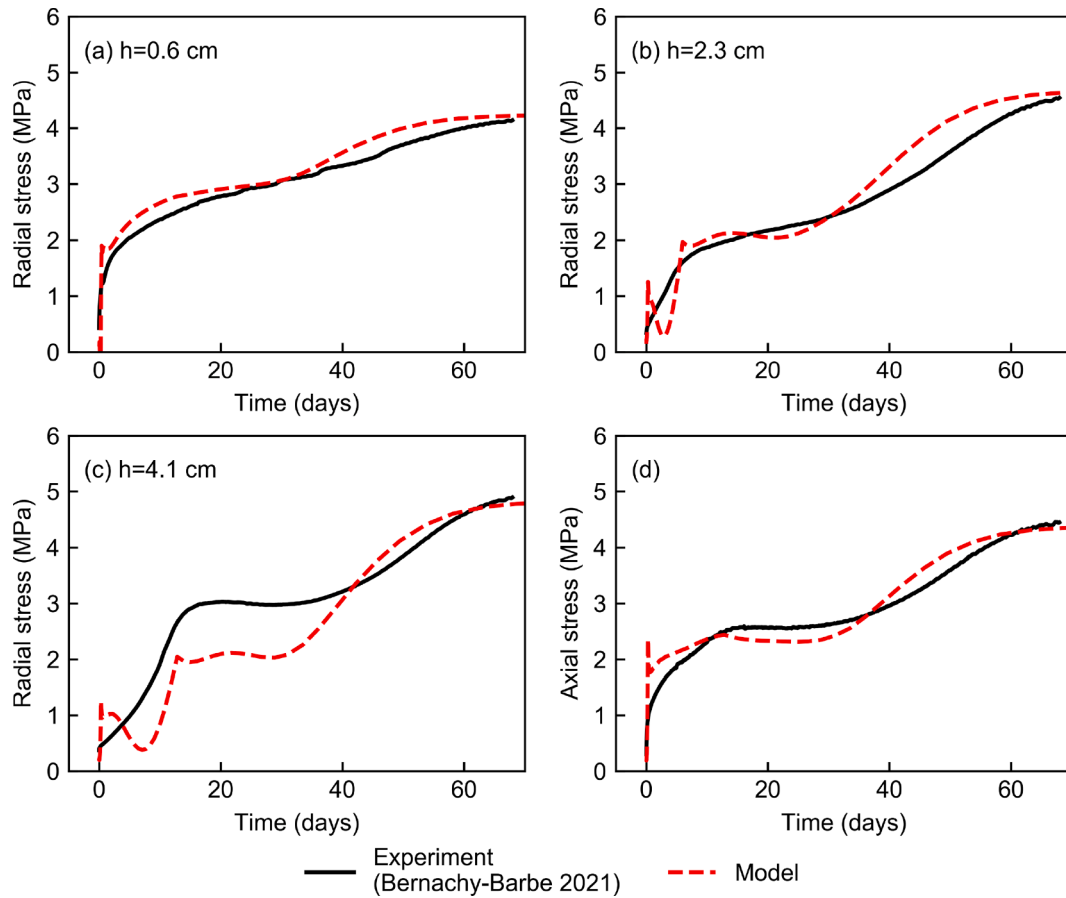 6
5
4
3
2
1
0
Radial stress (MPa)
(a) h=0.6 cm
0 20 40 60
Time (days)
6
5
4
3
2
1
0
Radial stress (MPa)
(b) h=2.3 cm
0 20 40 60
Time (days)
6
5
4
3
2
1
0
Radial stress (MPa)
(c) h=4.1 cm
0 20 40 60
Time (days)
6
5
4
3
2
1
0
Axial stress (MPa)
(d)
0 20 40 60
Time (days)
Experiment
(Bernachy-Barbe 2021)
Model